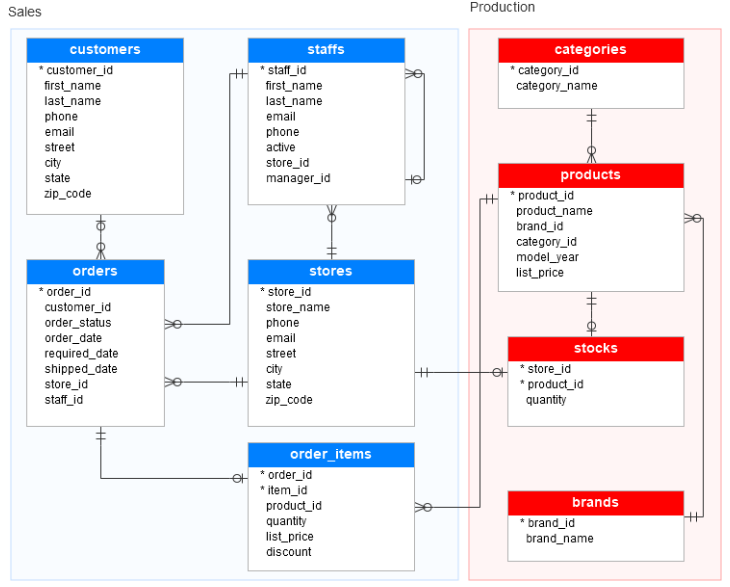 Sales
customers
* customer_id
first_name
last_name
phone
email
street
city
state
zip_code
staffs
* staff_id
first_name
last_name
email
phone
active
store_id
manager_id
orders
* order_id
customer_id
order_status
order_date
required_date
shipped_date
store_id
staff_id
stores
* store_id
store_name
phone
email
street
city
state
zip_code
order_items
* order_id
* item_id
product_id
quantity
list_price
discount
Production
categories
* category_id
category_name
products
* product_id
product_name
brand_id
category_id
model_year
list_price
stocks
* store_id
* product_id
quantity
brands
* brand_id
brand_name